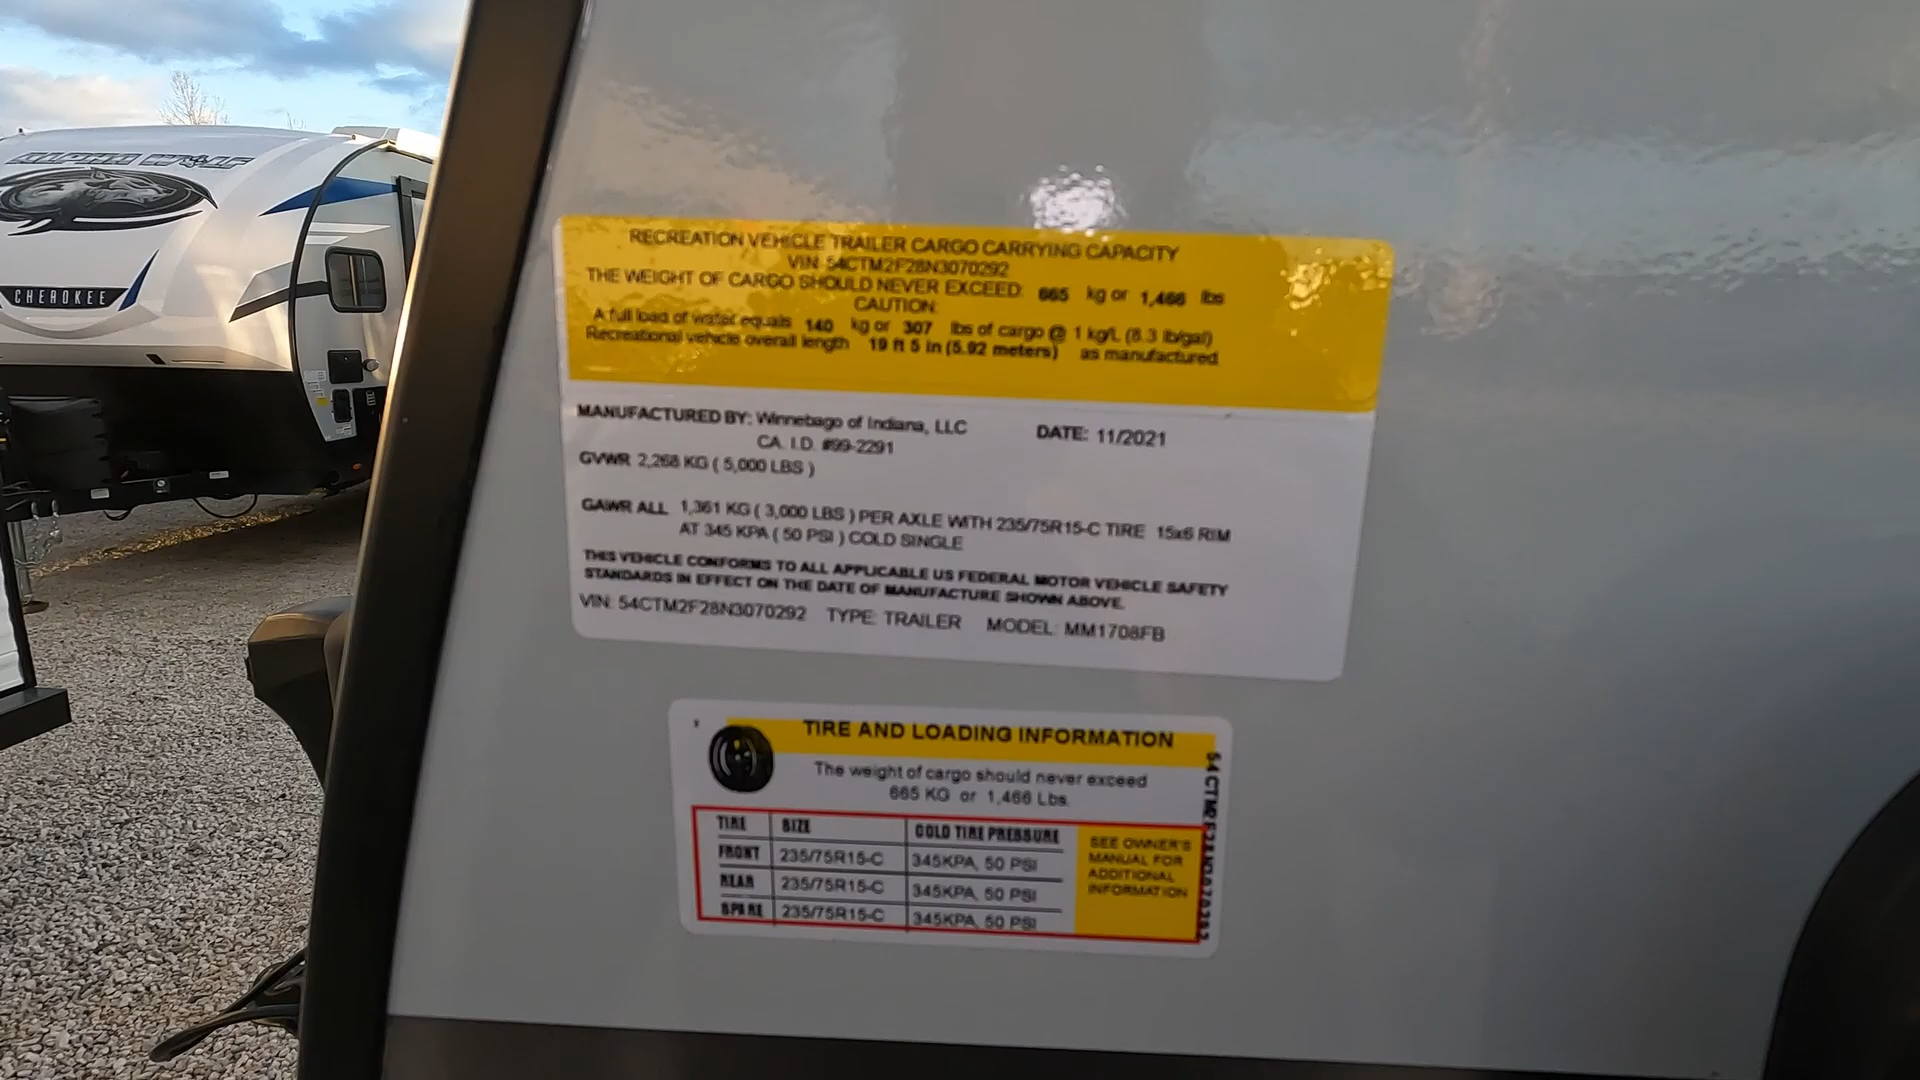 ALPHA WOLF
CHEROKEE
RECREATION VEHICLE TRAILER CARGO CARRYING CAPACITY
VIN: 54CTM2F28N3070292
THE WEIGHT OF CARGO SHOULD NEVER EXCEED: 665 kg or 1,466 lbs
CAUTION:
A full load of water equals 140 kg or 307 lbs of cargo @ 1 kg/L (8.3 lb/gal)
Recreational vehicle overall length 19 ft 5 in (5.92 meters) as manufactured
MANUFACTURED BY: Winnebago of Indiana, LLC DATE: 11/2021
CA. I.D. #99-2291
GVWR 2,268 KG ( 5,000 LBS )
GAWR ALL 1,361 KG ( 3,000 LBS ) PER AXLE WITH 235/75R15-C TIRE 15x6 RIM
AT 345 KPA ( 50 PSI ) COLD SINGLE
THIS VEHICLE CONFORMS TO ALL APPLICABLE US FEDERAL MOTOR VEHICLE SAFETY
STANDARDS IN EFFECT ON THE DATE OF MANUFACTURE SHOWN ABOVE.
VIN: 54CTM2F28N3070292 TYPE: TRAILER MODEL: MM1708FB
TIRE AND LOADING INFORMATION
The weight of cargo should never exceed
665 KG or 1,466 Lbs.
TIRE SIZE COLD TIRE PRESSURE
FRONT 235/75R15-C 345KPA, 50 PSI
REAR 235/75R15-C 345KPA, 50 PSI
SPARE 235/75R15-C 345KPA, 50 PSI
SEE OWNER'S
MANUAL FOR
ADDITIONAL
INFORMATION
54CTM2F28N3070292